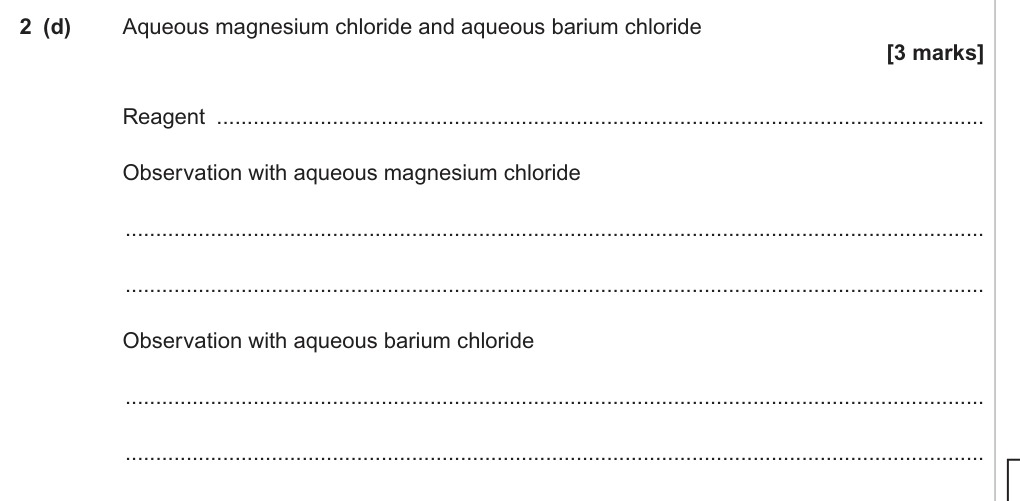 2 (d) Aqueous magnesium chloride and aqueous barium chloride
[3 marks]
Reagent ................................................................................................................................
Observation with aqueous magnesium chloride
................................................................................................................................................
................................................................................................................................................
Observation with aqueous barium chloride
................................................................................................................................................
................................................................................................................................................